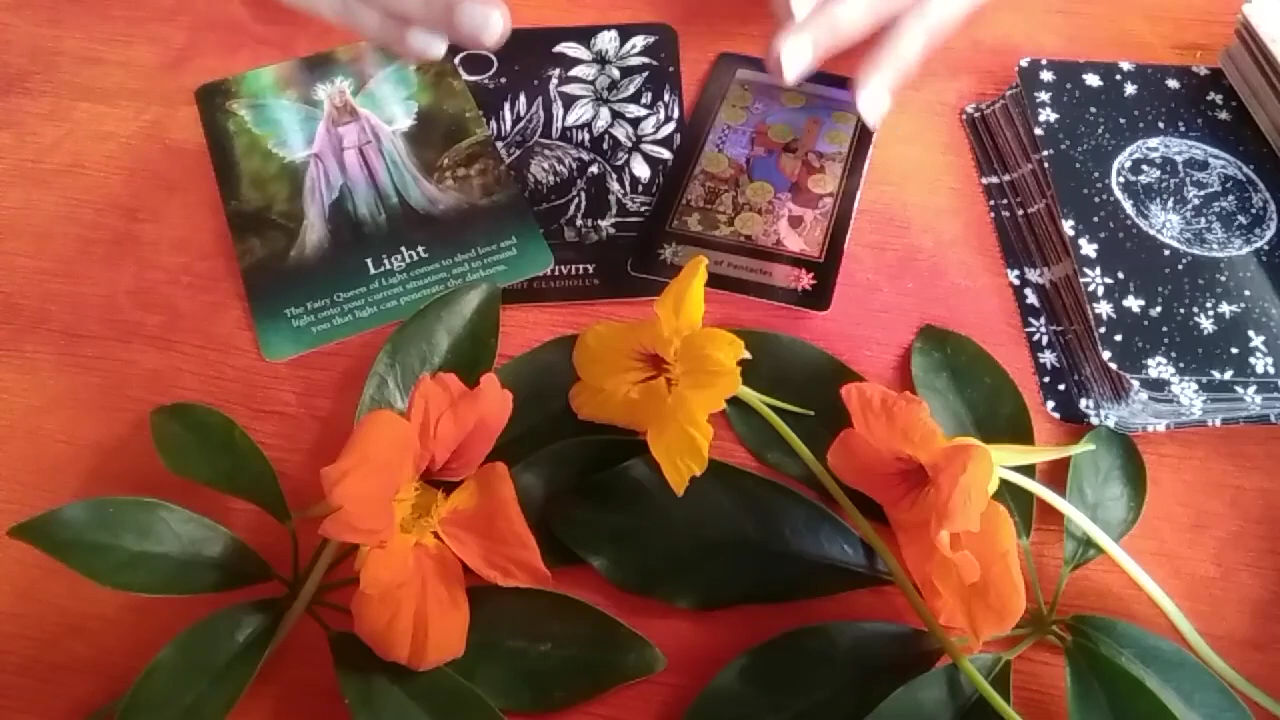 Light
The Fairy Queen of Light comes to shed love and
light onto your current situation, and to remind
you that light can penetrate the darkness.
TIVITY
GHT GLADIOLUS
of Pentacles